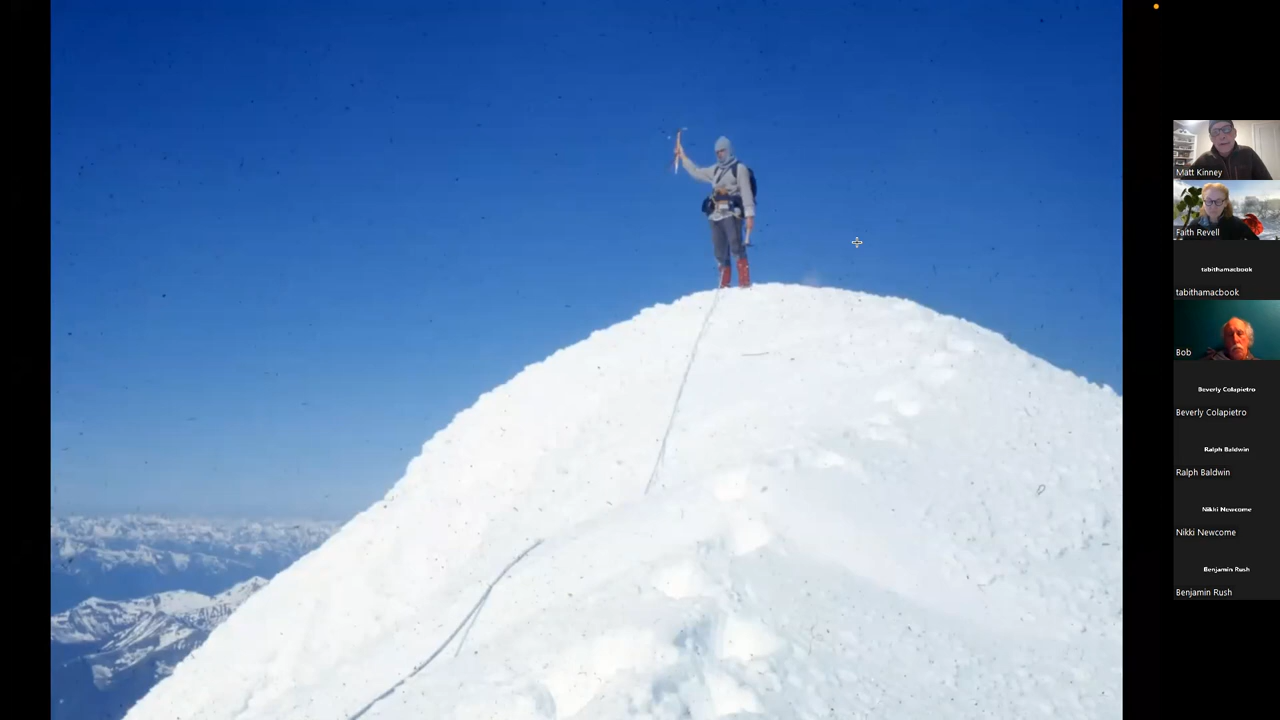 Matt Kinney
Faith Revell
tabithamacbook
tabithamacbook
Bob
Beverly Colapietro
Beverly Colapietro
Ralph Baldwin
Ralph Baldwin
Nikki Newcome
Nikki Newcome
Benjamin Rush
Benjamin Rush